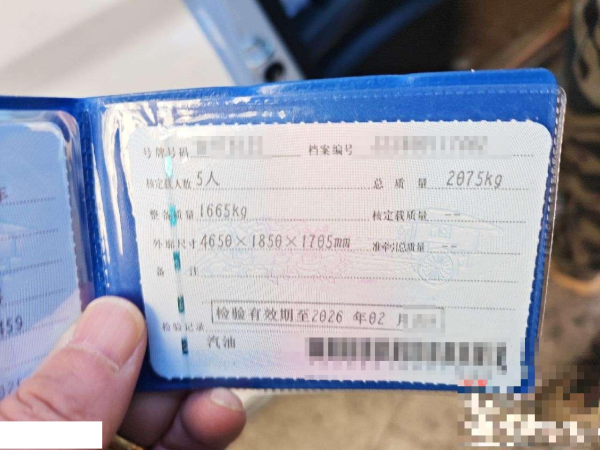 号牌号码 档案编号
核定载人数 5人 总质量 2075kg
整备质量 1665kg 核定载质量 --
外廓尺寸 4650×1850×1705mm 准牵引总质量 --
备注
检验有效期至2026年02月
检验记录
汽油
459